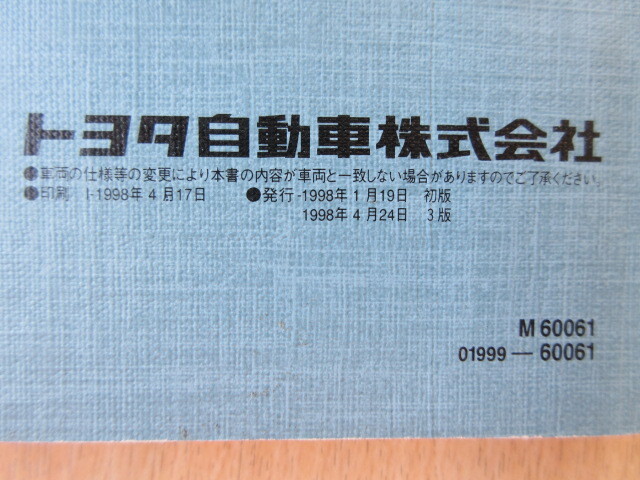 トヨタ自動車株式会社
●車両の仕様等の変更により本書の内容が車両と一致しない場合がありますのでご了承ください。
●印刷 I-1998年4月17日 ●発行-1998年1月19日 初版
1998年4月24日 3版
M 60061
01999 — 60061